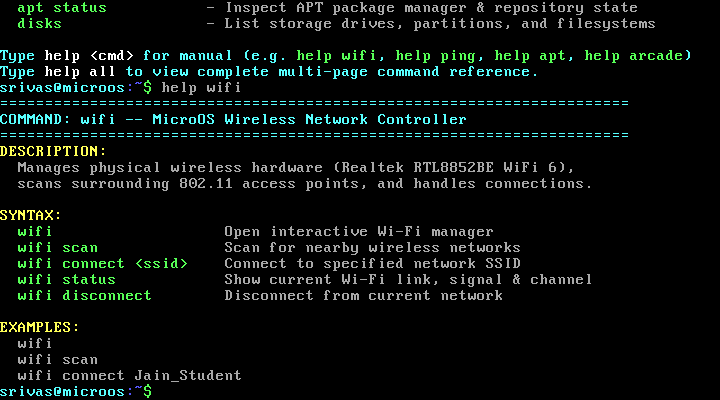 apt status - Inspect APT package manager & repository state
disks - List storage drives, partitions, and filesystems
Type help <cmd> for manual (e.g. help wifi, help ping, help apt, help arcade)
Type help all to view complete multi-page command reference.
srivas@microos:~$ help wifi
======================================================================
COMMAND: wifi -- MicroOS Wireless Network Controller
======================================================================
DESCRIPTION:
Manages physical wireless hardware (Realtek RTL8852BE WiFi 6),
scans surrounding 802.11 access points, and handles connections.
SYNTAX:
wifi Open interactive Wi-Fi manager
wifi scan Scan for nearby wireless networks
wifi connect <ssid> Connect to specified network SSID
wifi status Show current Wi-Fi link, signal & channel
wifi disconnect Disconnect from current network
EXAMPLES:
wifi
wifi scan
wifi connect Jain_Student
srivas@microos:~$